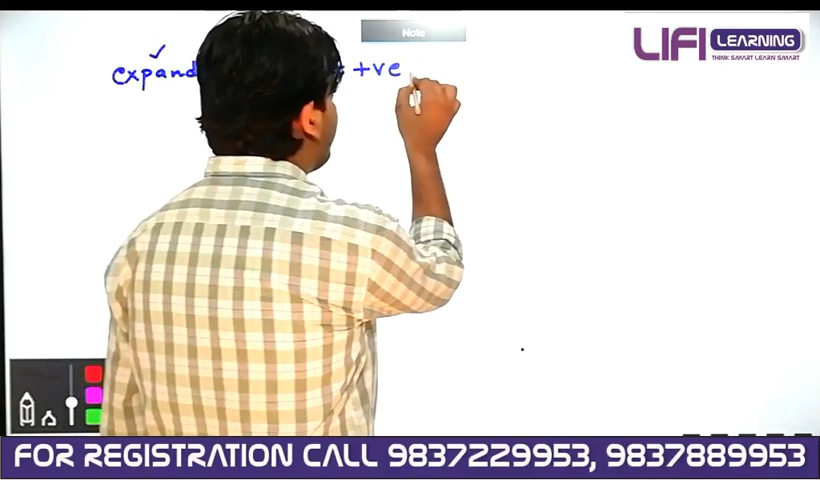 Note
LIFI LEARNING
THINK SMART LEARN SMART
expand +ve
FOR REGISTRATION CALL 9837229953, 9837889953